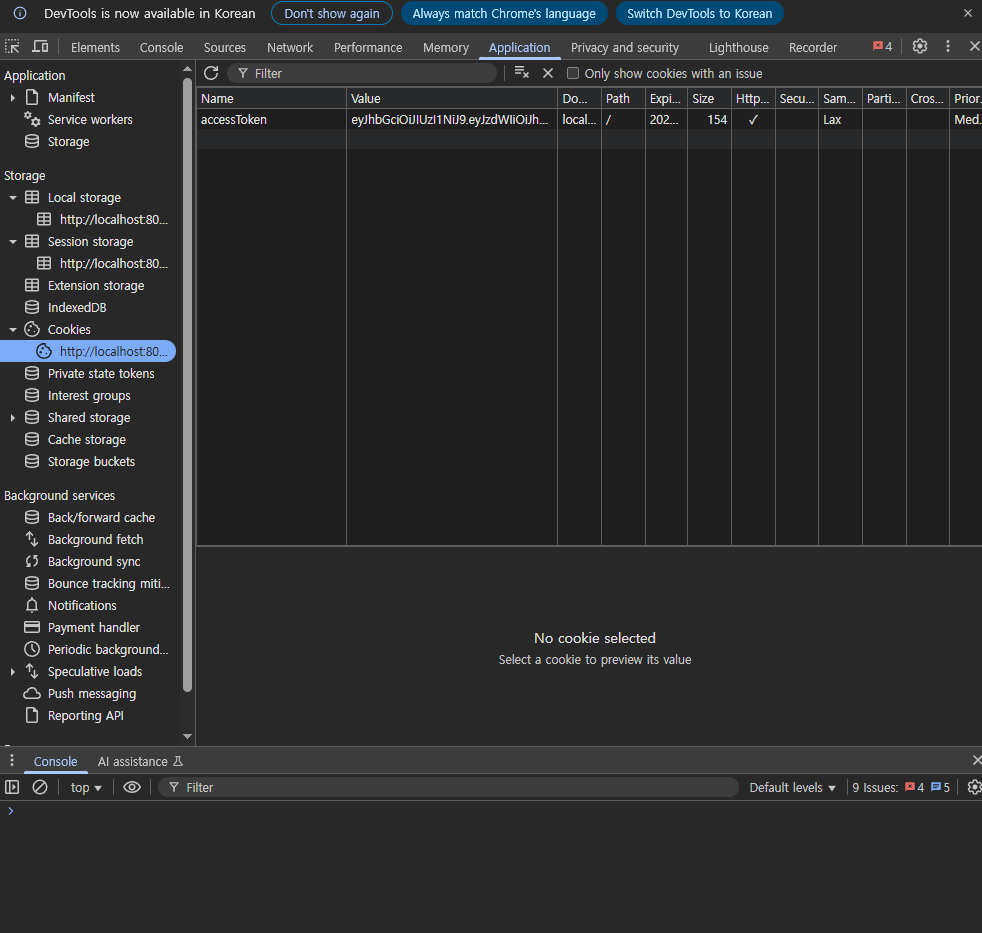 DevTools is now available in Korean Don't show again Always match Chrome's language Switch DevTools to Korean
Elements Console Sources Network Performance Memory Application Privacy and security Lighthouse Recorder 4
Application
Manifest
Service workers
Storage
Storage
Local storage
http://localhost:80...
Session storage
http://localhost:80...
Extension storage
IndexedDB
Cookies
http://localhost:80...
Private state tokens
Interest groups
Shared storage
Cache storage
Storage buckets
Background services
Back/forward cache
Background fetch
Background sync
Bounce tracking miti...
Notifications
Payment handler
Periodic background...
Speculative loads
Push messaging
Reporting API
Filter Only show cookies with an issue
Name Value Do... Path Expi... Size Http... Secu... Sam... Parti... Cros... Prior.
accessToken eyJhbGciOiJIUzI1NiJ9.eyJzdWIiOiJh... local... / 202... 154 ✓ Lax Med.
No cookie selected
Select a cookie to preview its value
Console AI assistance
top Filter Default levels 9 Issues: 4 5